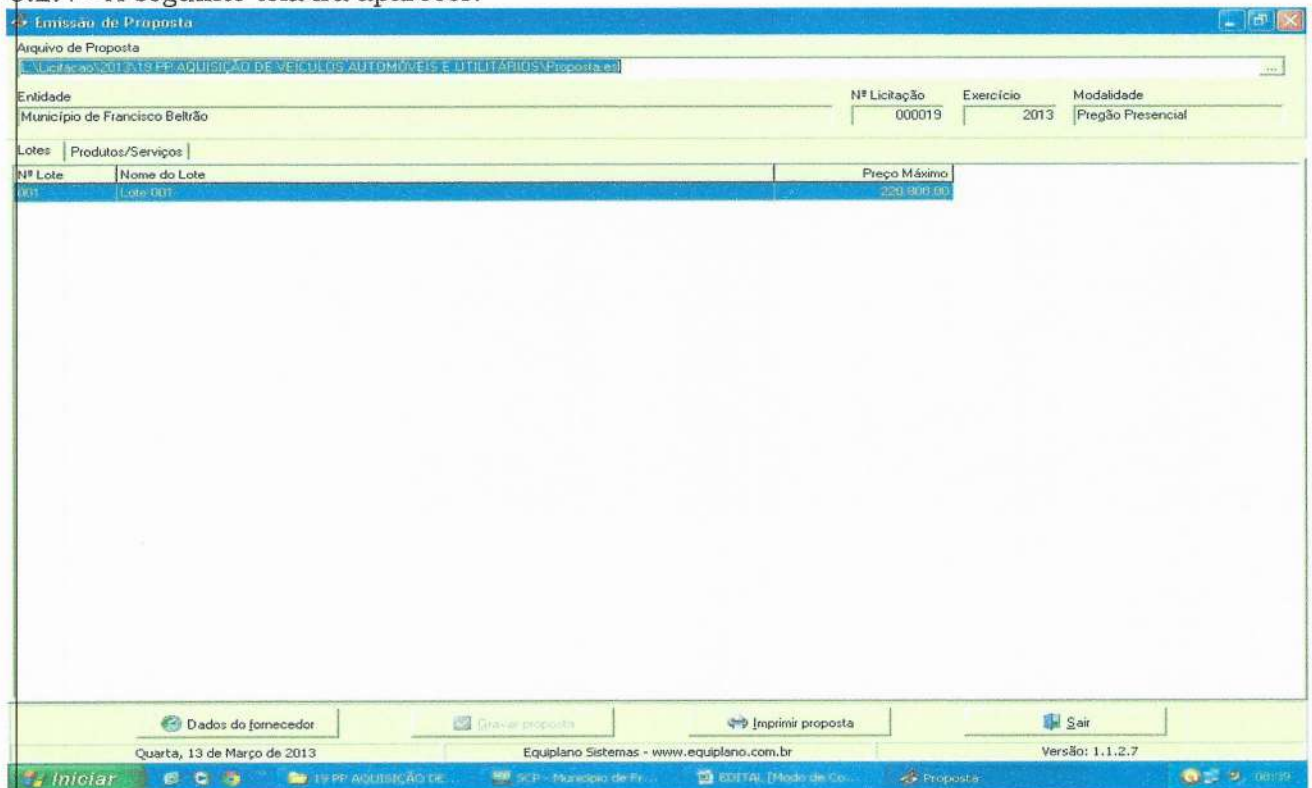 Emissão de Proposta
Arquivo de Proposta
L:\Licitacao\2013\19 PP AQUISIÇÃO DE VEÍCULOS AUTOMÓVEIS E UTILITÁRIOS\Proposta.esl
Entidade Nº Licitação Exercício Modalidade
Município de Francisco Beltrão 000019 2013 Pregão Presencial
Lotes Produtos/Serviços
Nº Lote Nome do Lote Preço Máximo
001 Lote 001
Dados do fornecedor Gravar proposta Imprimir proposta Sair
Quarta, 13 de Março de 2013 Equiplano Sistemas - www.equiplano.com.br Versão: 1.1.2.7
Iniciar 19 PP AQUISIÇÃO DE ... SCP - Município de Fr... EDITAL [Modo de Co... Proposta